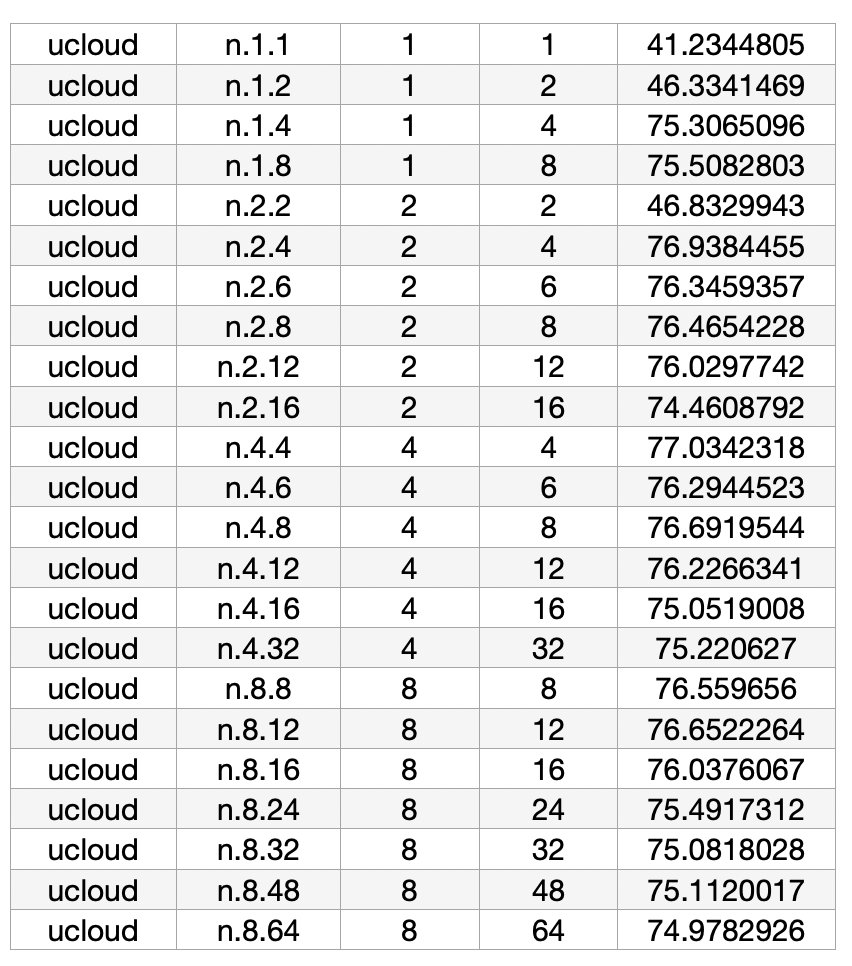 ucloud n.1.1 1 1 41.2344805
ucloud n.1.2 1 2 46.3341469
ucloud n.1.4 1 4 75.3065096
ucloud n.1.8 1 8 75.5082803
ucloud n.2.2 2 2 46.8329943
ucloud n.2.4 2 4 76.9384455
ucloud n.2.6 2 6 76.3459357
ucloud n.2.8 2 8 76.4654228
ucloud n.2.12 2 12 76.0297742
ucloud n.2.16 2 16 74.4608792
ucloud n.4.4 4 4 77.0342318
ucloud n.4.6 4 6 76.2944523
ucloud n.4.8 4 8 76.6919544
ucloud n.4.12 4 12 76.2266341
ucloud n.4.16 4 16 75.0519008
ucloud n.4.32 4 32 75.220627
ucloud n.8.8 8 8 76.559656
ucloud n.8.12 8 12 76.6522264
ucloud n.8.16 8 16 76.0376067
ucloud n.8.24 8 24 75.4917312
ucloud n.8.32 8 32 75.0818028
ucloud n.8.48 8 48 75.1120017
ucloud n.8.64 8 64 74.9782926